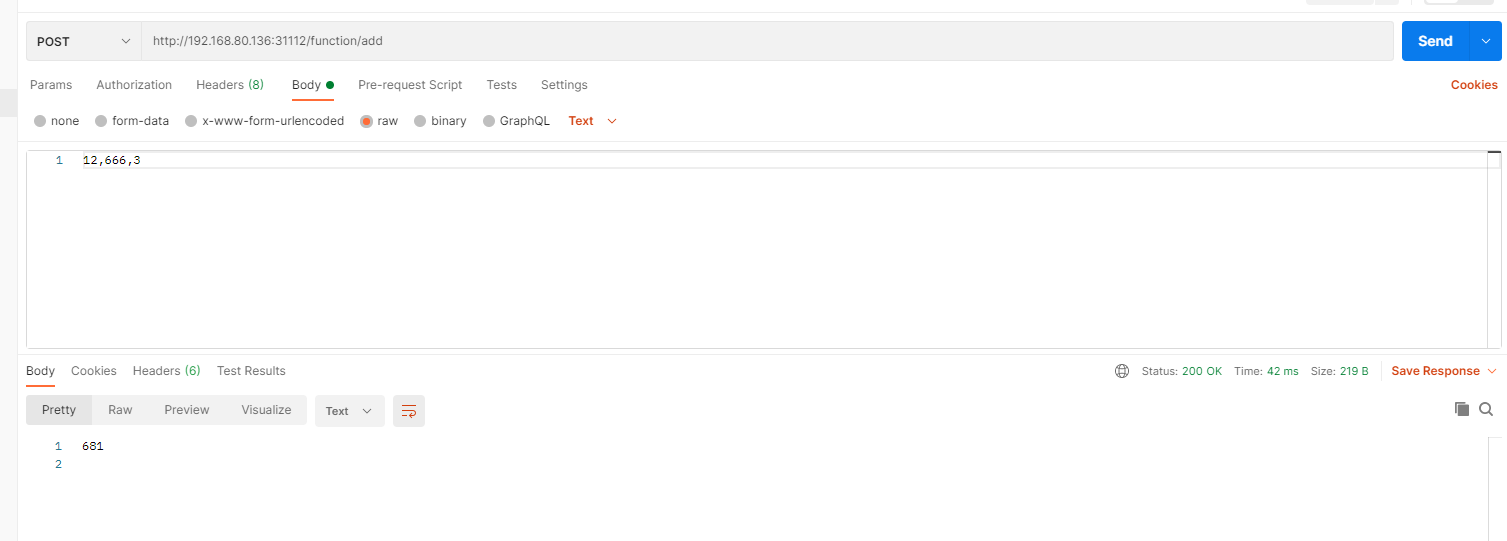 POST http://192.168.80.136:31112/function/add Send
Params Authorization Headers (8) Body Pre-request Script Tests Settings Cookies
none form-data x-www-form-urlencoded raw binary GraphQL Text
1 12,666,3
Body Cookies Headers (6) Test Results Status: 200 OK Time: 42 ms Size: 219 B Save Response
Pretty Raw Preview Visualize Text
1 681
2